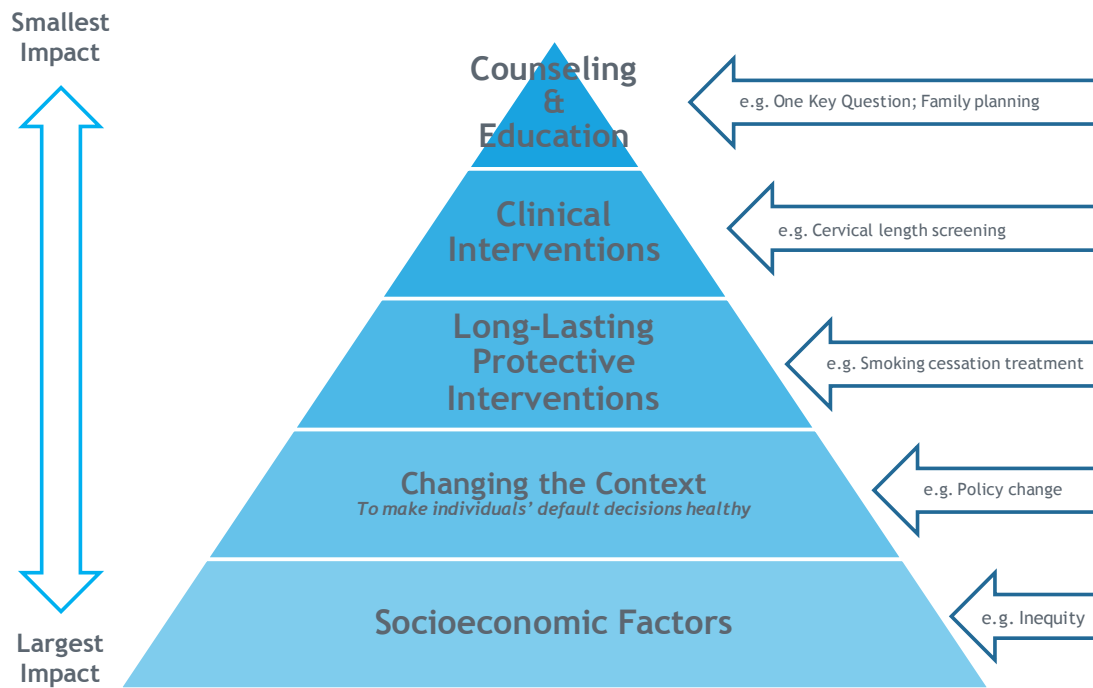 Smallest
Impact
Counseling
&
Education
e.g. One Key Question; Family planning
Clinical
Interventions
e.g. Cervical length screening
Long-Lasting
Protective
Interventions
e.g. Smoking cessation treatment
Changing the Context
To make individuals’ default decisions healthy
e.g. Policy change
Socioeconomic Factors
e.g. Inequity
Largest
Impact